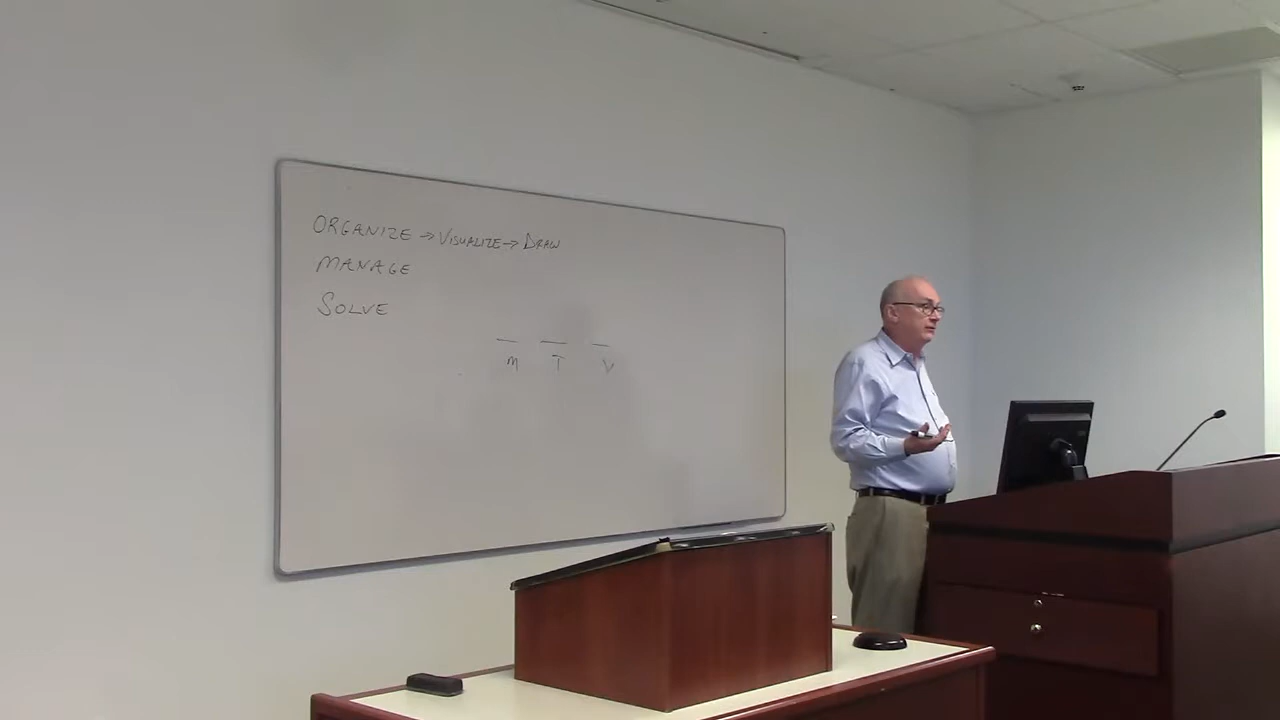 ORGANIZE → VISUALIZE → DRAW
MANAGE
SOLVE
M T V